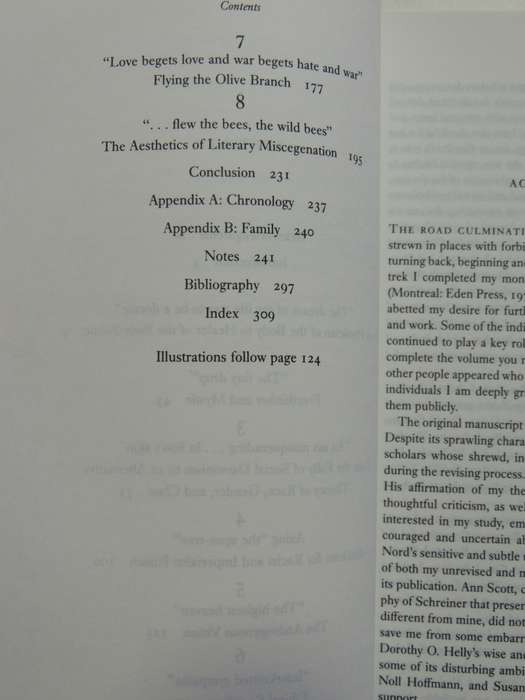 Contents
7
"Love begets love and war begets hate and war"
Flying the Olive Branch 177
8
". . . flew the bees, the wild bees"
The Aesthetics of Literary Miscegenation 195
Conclusion 231
Appendix A: Chronology 237
Appendix B: Family 240
Notes 241
Bibliography 297
Index 309
Illustrations follow page 124
THE ROAD CULMINATI
strewn in places with forbi
turning back, beginning an
trek I completed my mon
(Montreal: Eden Press, 19
abetted my desire for furt
and work. Some of the indi
continued to play a key rol
complete the volume you r
other people appeared who
individuals I am deeply gr
them publicly.
The original manuscript
Despite its sprawling chara
scholars whose shrewd, in
during the revising process.
His affirmation of my the
thoughtful criticism, as wel
interested in my study, em
couraged and uncertain ab
Nord's sensitive and subtle
of both my unrevised and m
its publication. Ann Scott, c
phy of Schreiner that preser
different from mine, did not
save me from some embarr
Dorothy O. Helly's wise and
some of its disturbing ambi
Noll Hoffmann, and Susan
support